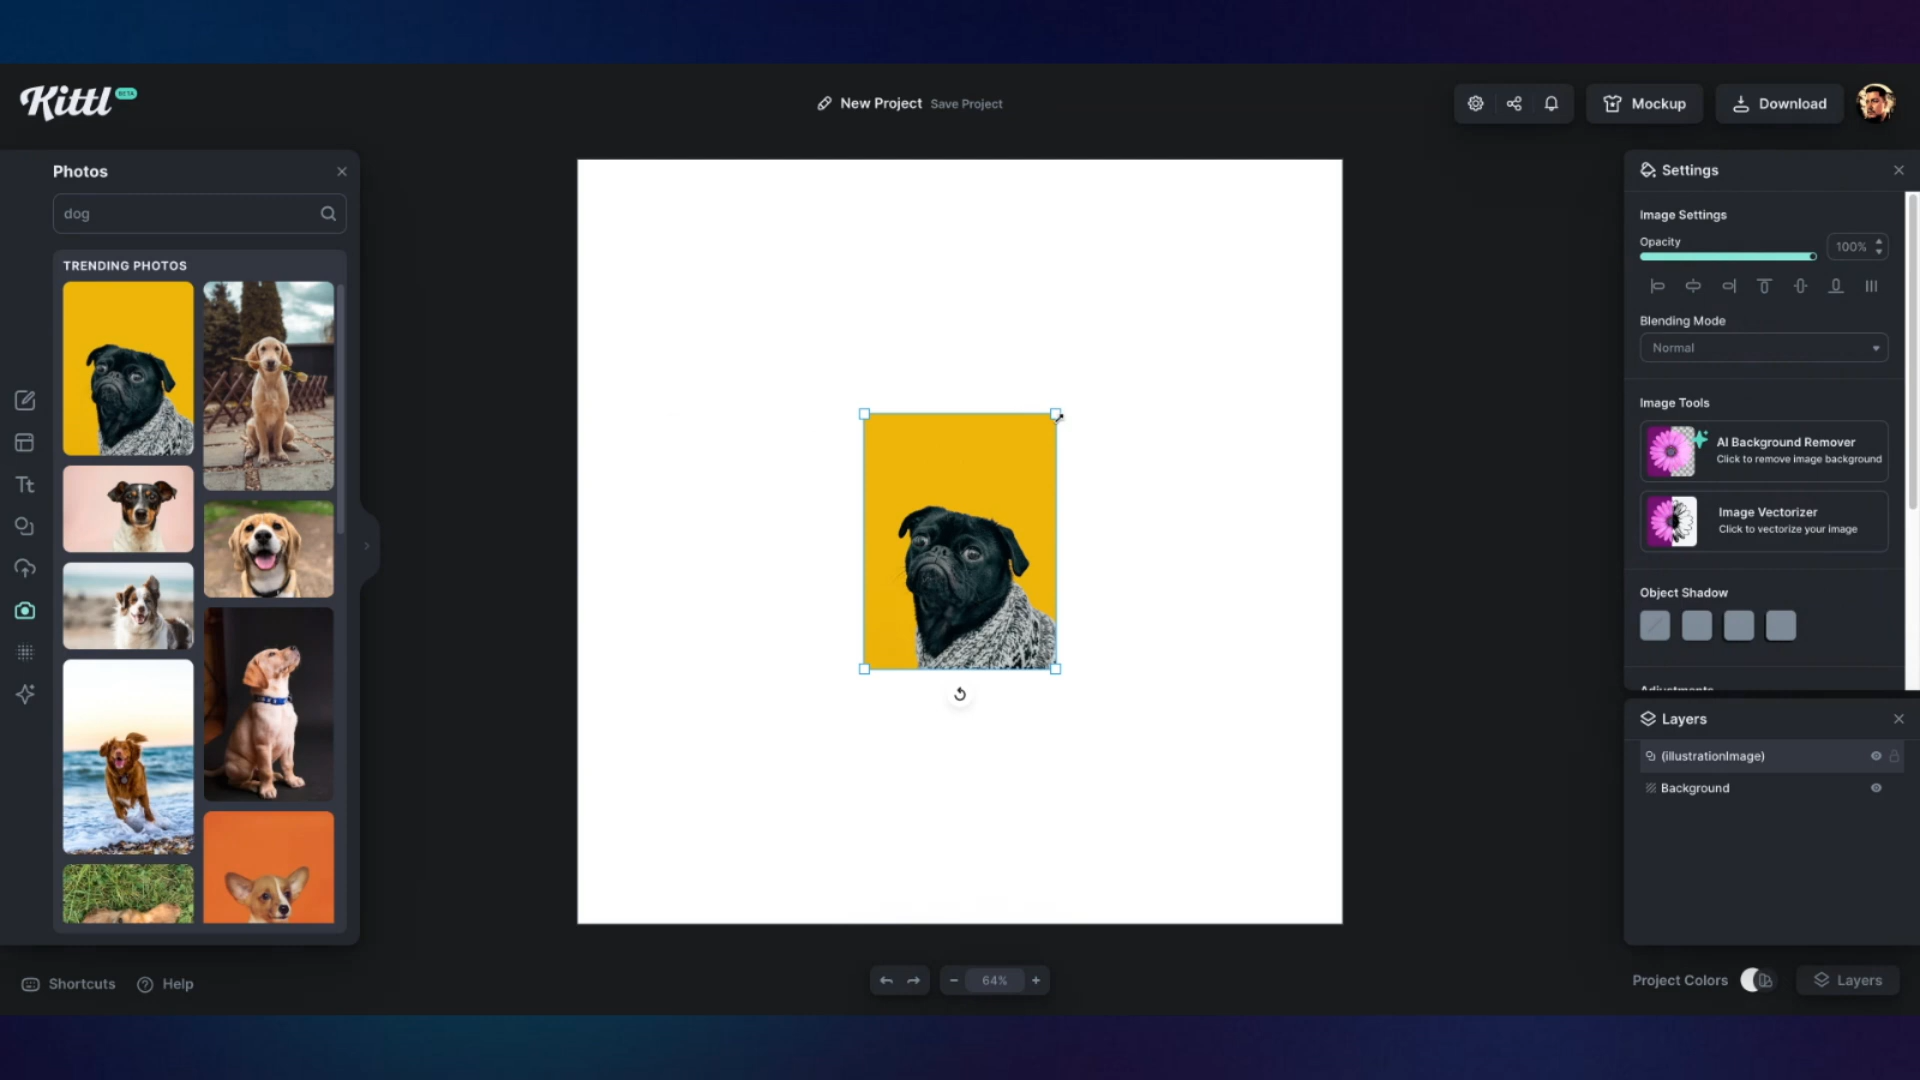 Kittl BETA
New Project Save Project
Mockup
Download
Photos
dog
TRENDING PHOTOS
Tt
Settings
Image Settings
Opacity
100%
Blending Mode
Normal
Image Tools
AI Background Remover
Click to remove image background
Image Vectorizer
Click to vectorize your image
Object Shadow
Adjustments
Layers
(illustrationImage)
Background
Shortcuts
Help
64%
Project Colors
Layers